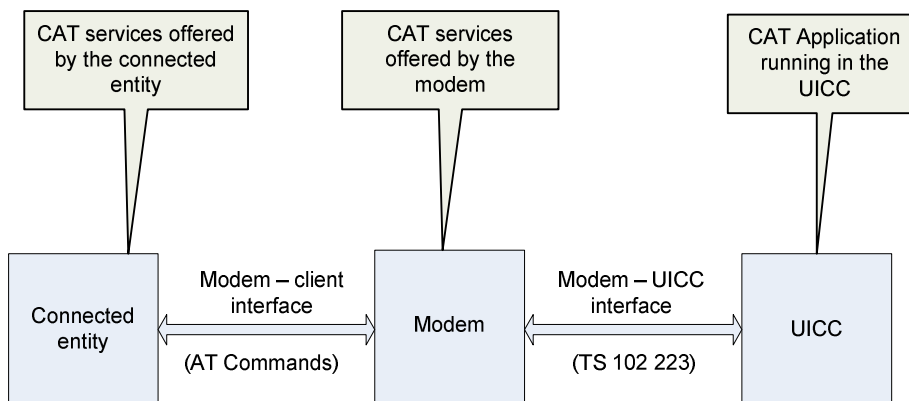 CAT services offered
by the connected
entity
CAT services
offered by the
modem
CAT Application
running in the
UICC
Connected
entity
Modem – client
interface
(AT Commands)
Modem
Modem – UICC
interface
(TS 102 223)
UICC